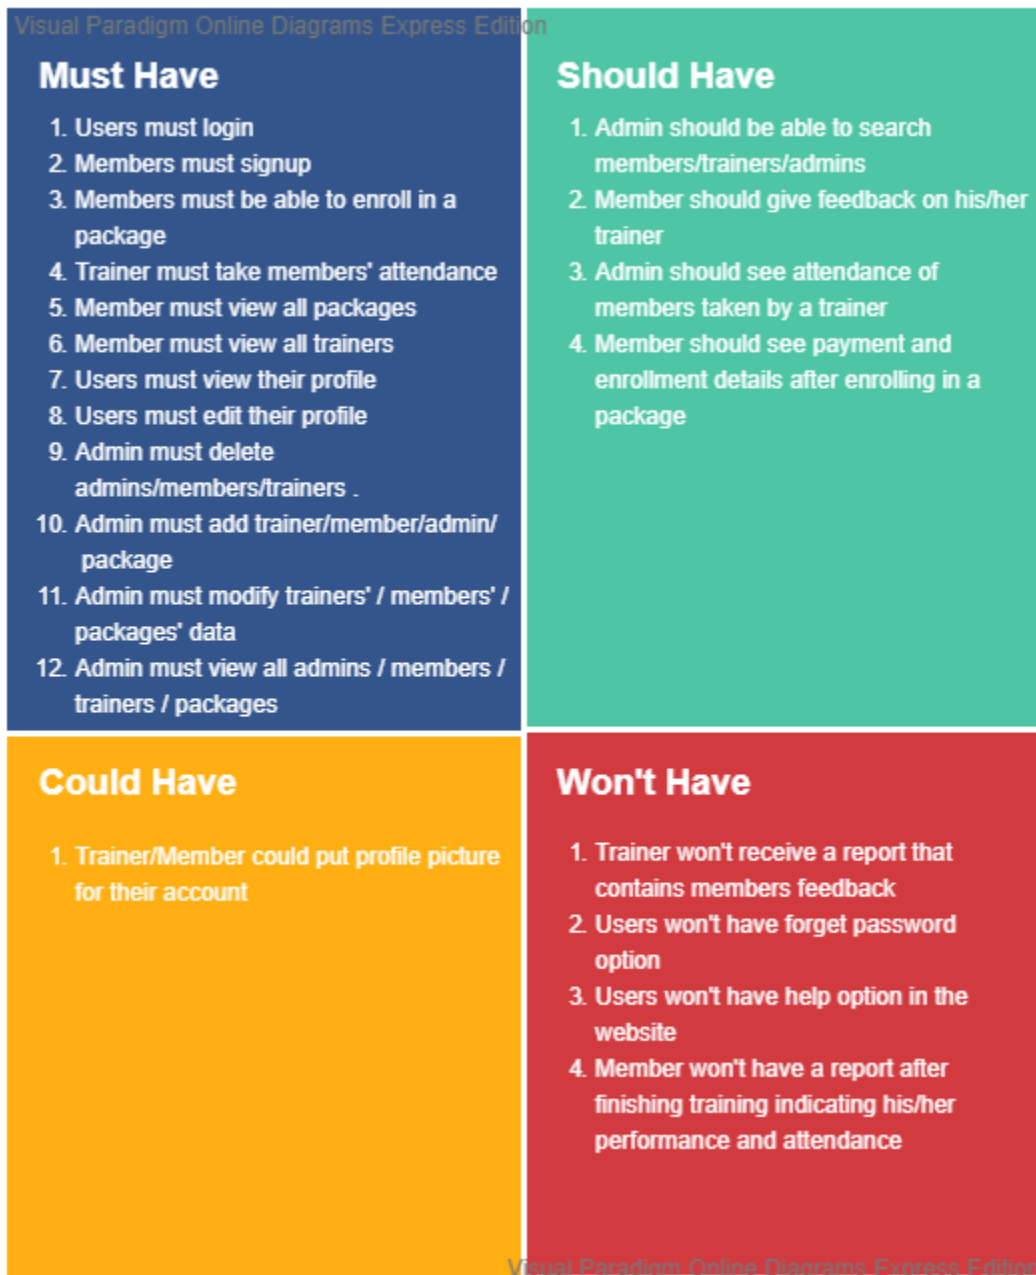 Visual Paradigm Online Diagrams Express Edition
Must Have
1. Users must login
2. Members must signup
3. Members must be able to enroll in a
package
4. Trainer must take members' attendance
5. Member must view all packages
6. Member must view all trainers
7. Users must view their profile
8. Users must edit their profile
9. Admin must delete
admins/members/trainers .
10. Admin must add trainer/member/admin/
package
11. Admin must modify trainers' / members' /
packages' data
12. Admin must view all admins / members /
trainers / packages
Should Have
1. Admin should be able to search
members/trainers/admins
2. Member should give feedback on his/her
trainer
3. Admin should see attendance of
members taken by a trainer
4. Member should see payment and
enrollment details after enrolling in a
package
Could Have
1. Trainer/Member could put profile picture
for their account
Won't Have
1. Trainer won't receive a report that
contains members feedback
2. Users won't have forget password
option
3. Users won't have help option in the
website
4. Member won't have a report after
finishing training indicating his/her
performance and attendance
Visual Paradigm Online Diagrams Express Edition